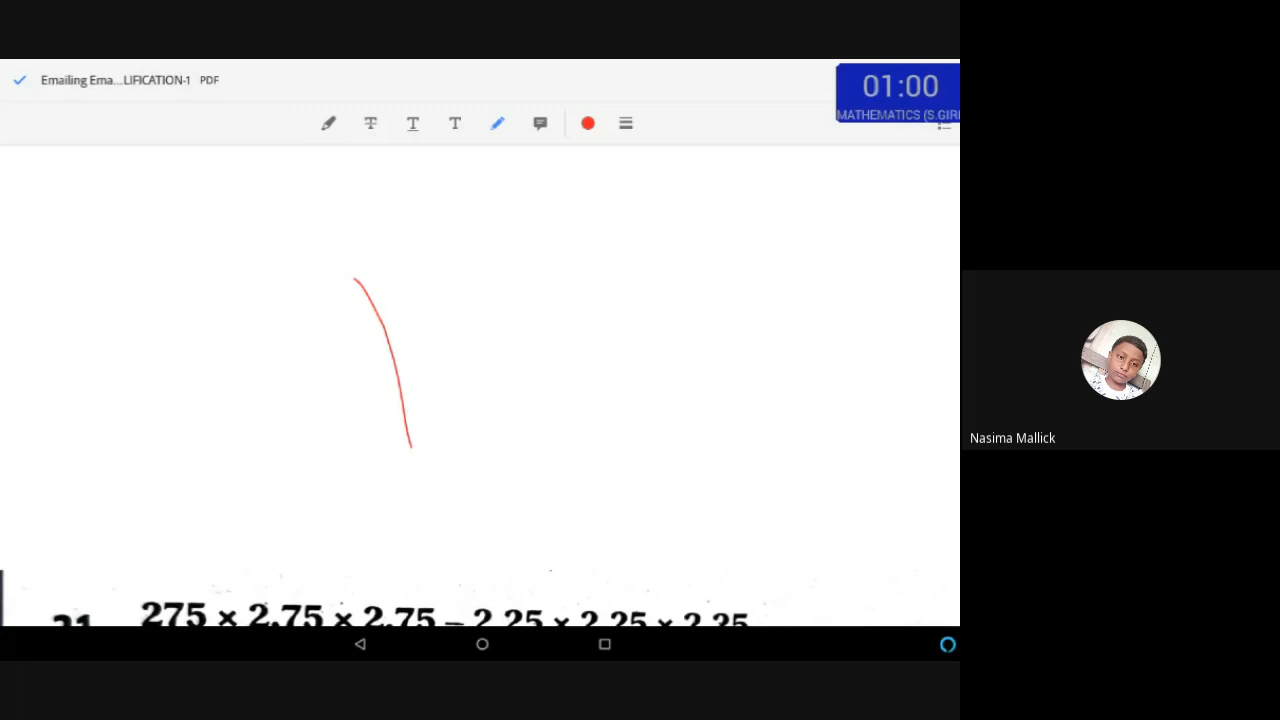 Emailing Ema...LIFICATION-1 PDF
01:00
MATHEMATICS (S.GIRI
T T T
21. 275 × 2.75 × 2.75 – 2.25 × 2.25 × 2.25
Nasima Mallick